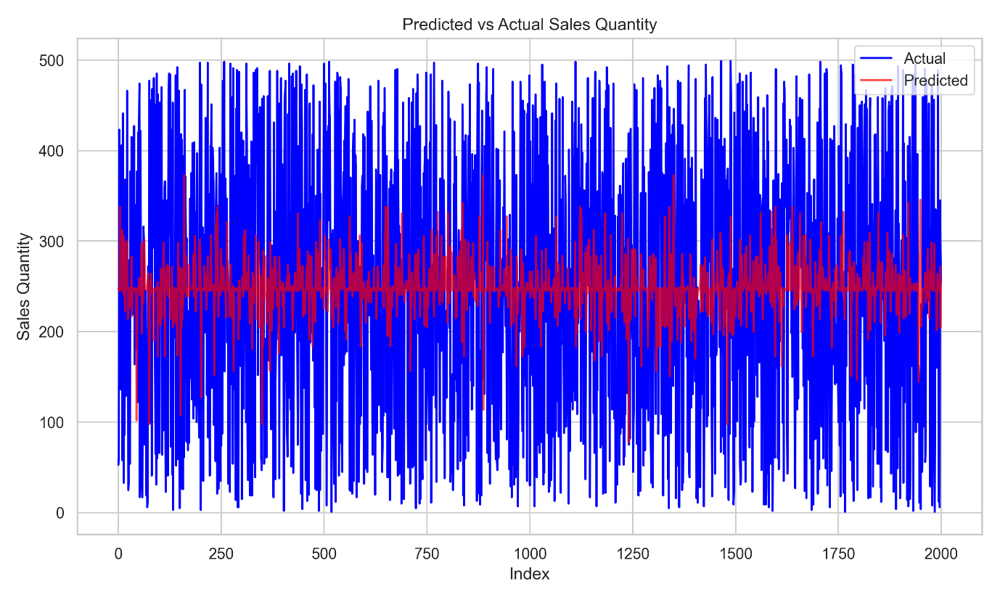 Predicted vs Actual Sales Quantity
Actual
Predicted
Sales Quantity
500
400
300
200
100
0
0 250 500 750 1000 1250 1500 1750 2000
Index